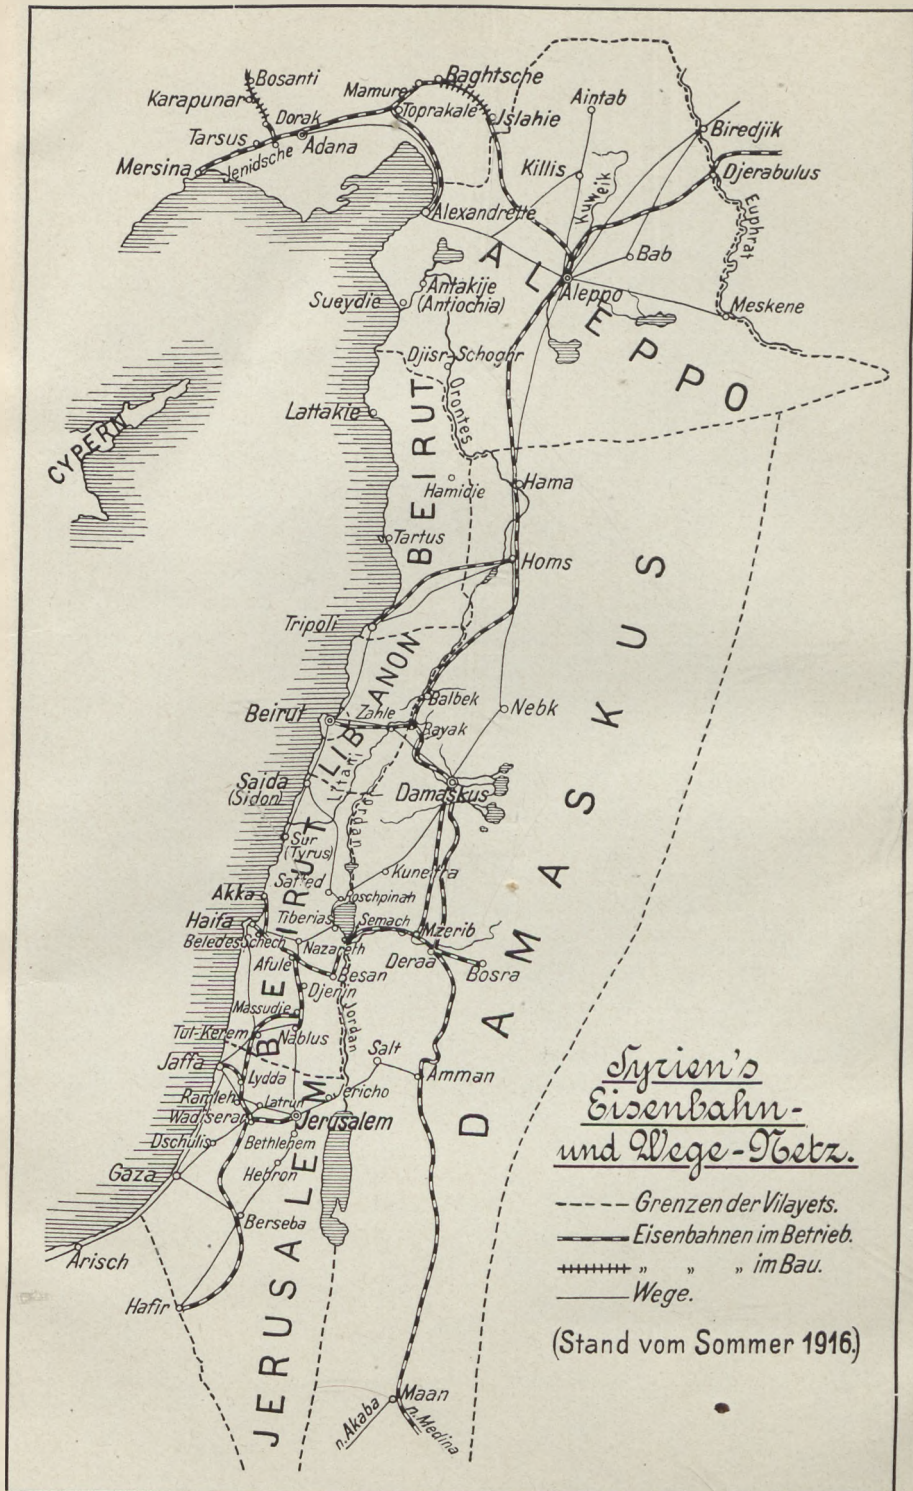 Bosanti
Karapunar
Dorak
Tarsus
Jenidsche
Adana
Mersina
Mamure
Baghtsche
Toprakale
Islahie
Aintab
Biredjik
Killis
Kuweik
Djerabulus
Euphrat
Alexandrette
Bab
Aleppo
Meskene
Antakije
(Antiochia)
Sueydie
ALEPPO
Djisr-Schoghr
Orontes
Lattakie
CYPERN
BEIRUT
Hamidie
Hama
Tartus
Homs
Tripoli
LIBANON
Balbek
Nebk
Beirut
Zahle
Rayak
Saida
(Sidon)
Litani
Damaskus
DAMASKUS
Jordan
Sur
(Tyrus)
Kuneitra
Saffed
Roschpinah
Akka
BEIRUT
Haifa
Tiberias
Semach
Mzerib
Beledes Schech
Nazareth
Deraa
Bosra
Afule
Besan
Djenin
Massudie
Jordan
Tul-Kerem
Nablus
Jaffa
Salt
Lydda
Amman
Ramleh
Latrun
Jericho
Wadi Serar
Jerusalem
Dschulis
Bethlehem
Gaza
Hebron
Berseba
JERUSALEM
Arisch
Hafir
Maan
n. Akaba
n. Medina
Syrien's
Eisenbahn-
und Wege-Netz.
Grenzen der Vilayets.
Eisenbahnen im Betrieb.
„ „ „ im Bau.
Wege.
(Stand vom Sommer 1916.)